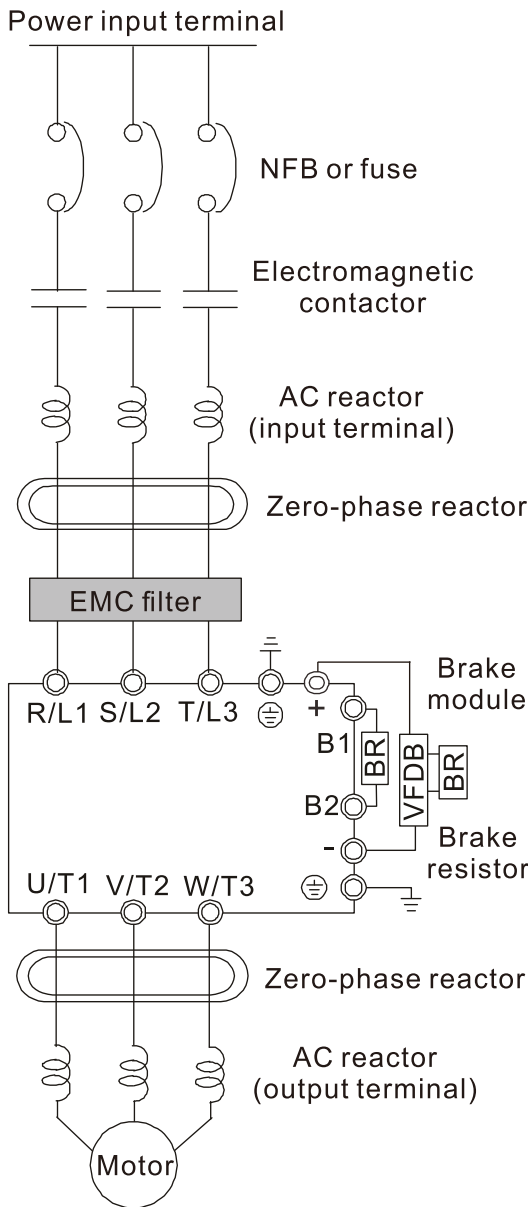 Power input terminal
NFB or fuse
Electromagnetic
contactor
AC reactor
(input terminal)
Zero-phase reactor
EMC filter
R/L1 S/L2 T/L3
+
Brake
module
B1
BR
VFDB
BR
B2
-
Brake
resistor
U/T1 V/T2 W/T3
Zero-phase reactor
AC reactor
(output terminal)
Motor